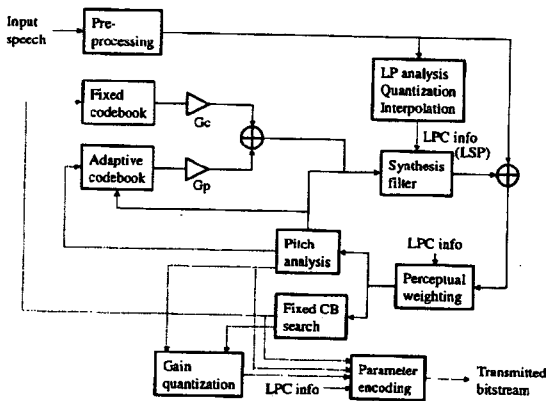 Input
speech
Pre-
processing
LP analysis
Quantization
Interpolation
Fixed
codebook
Gc
LPC info
(LSP)
Adaptive
codebook
Gp
Synthesis
filter
Pitch
analysis
LPC info
Perceptual
weighting
Fixed CB
search
Gain
quantization
LPC info
Parameter
encoding
Transmitted
bitstream